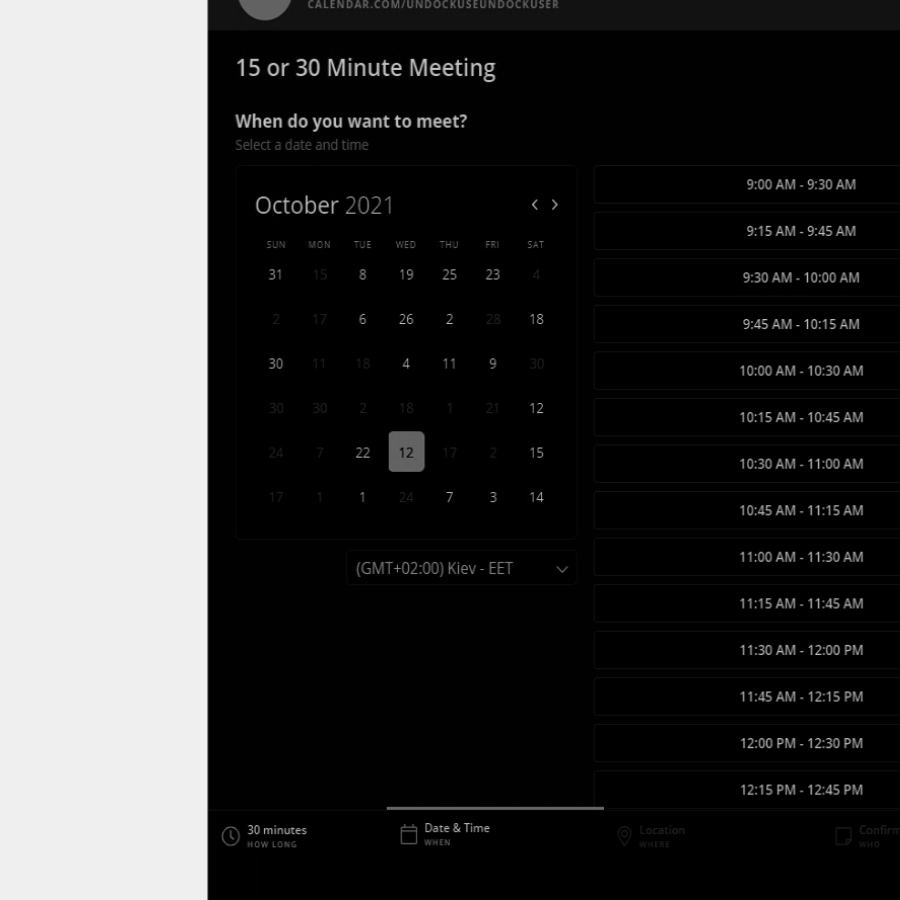 CALENDAR.COM/UNDOCKUSEUNDOCKUSER
15 or 30 Minute Meeting
When do you want to meet?
Select a date and time
October 2021
SUN MON TUE WED THU FRI SAT
31 15 8 19 25 23 4
2 17 6 26 2 28 18
30 11 18 4 11 9 30
30 30 2 18 1 21 12
24 7 22 12 17 2 15
17 1 1 24 7 3 14
(GMT+02:00) Kiev - EET
9:00 AM - 9:30 AM
9:15 AM - 9:45 AM
9:30 AM - 10:00 AM
9:45 AM - 10:15 AM
10:00 AM - 10:30 AM
10:15 AM - 10:45 AM
10:30 AM - 11:00 AM
10:45 AM - 11:15 AM
11:00 AM - 11:30 AM
11:15 AM - 11:45 AM
11:30 AM - 12:00 PM
11:45 AM - 12:15 PM
12:00 PM - 12:30 PM
12:15 PM - 12:45 PM
30 minutes
HOW LONG
Date & Time
WHEN
Location
WHERE
Confirm
WHO